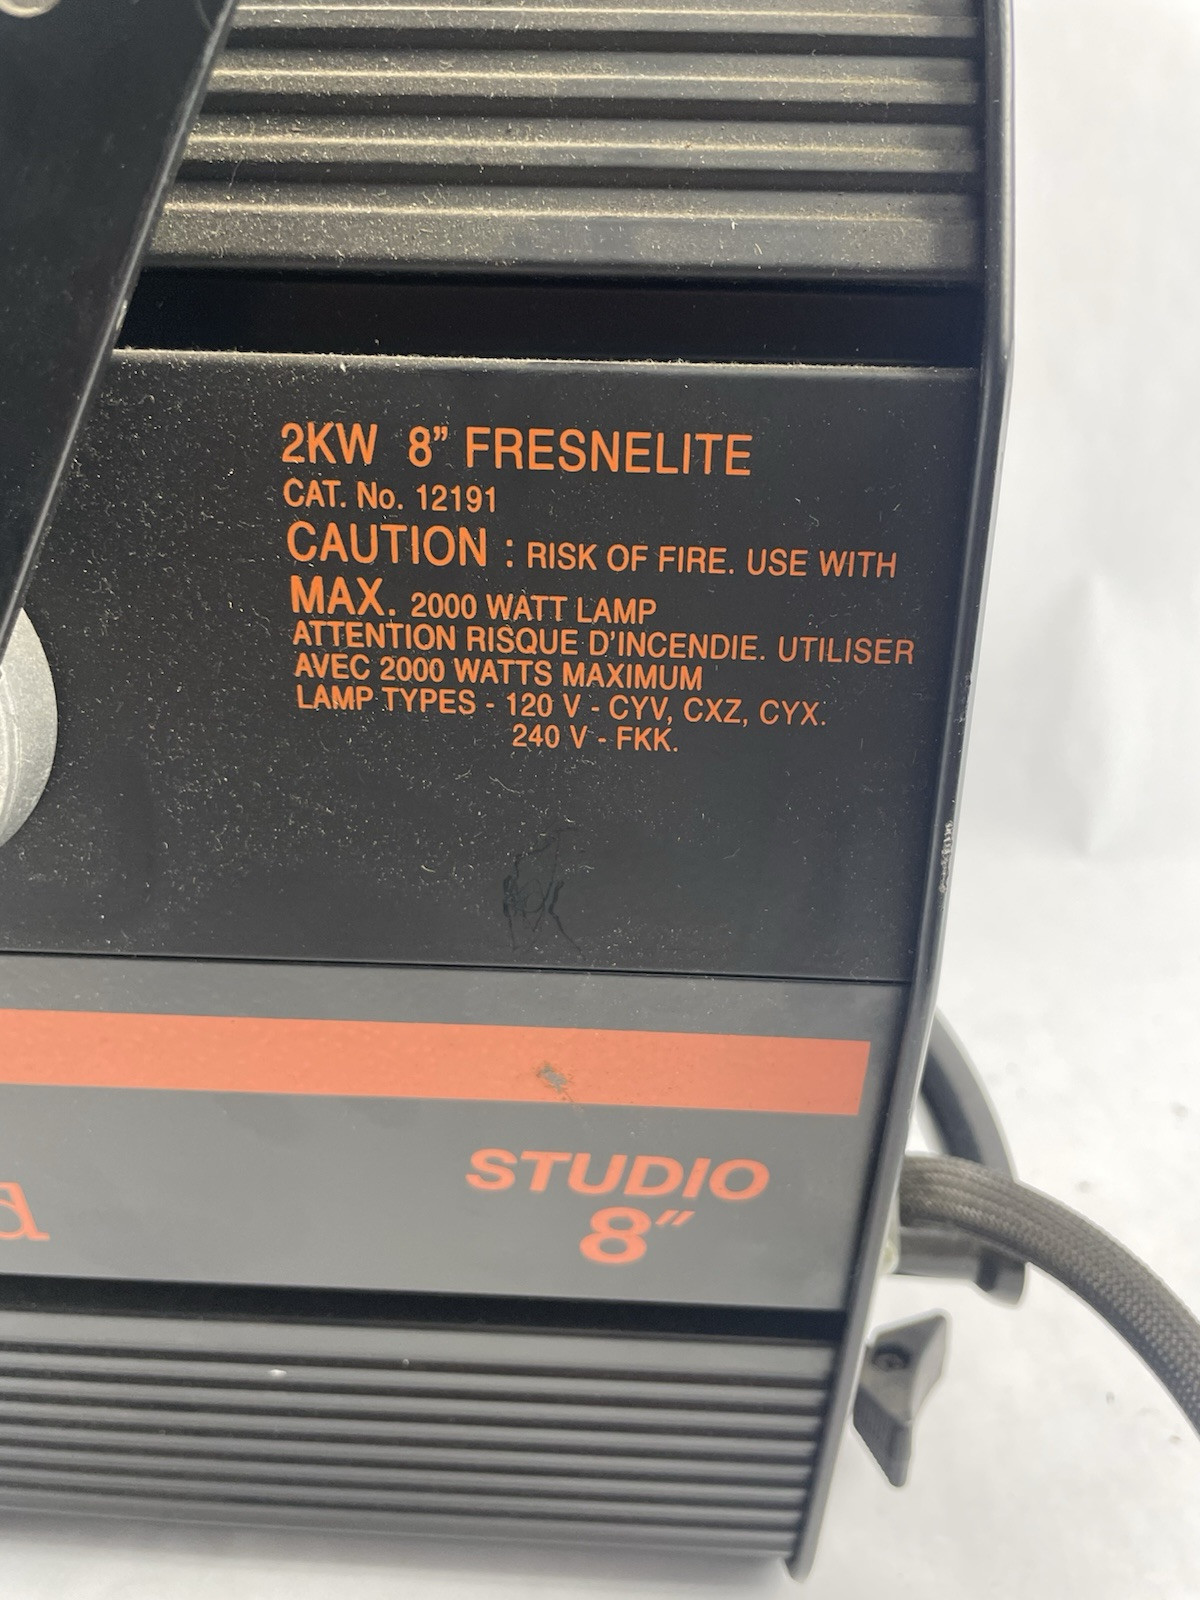 2KW 8” FRESNELITE
CAT. No. 12191
CAUTION : RISK OF FIRE. USE WITH
MAX. 2000 WATT LAMP
ATTENTION RISQUE D'INCENDIE. UTILISER
AVEC 2000 WATTS MAXIMUM
LAMP TYPES - 120 V - CYV, CXZ, CYX.
240 V - FKK.
STUDIO
8”